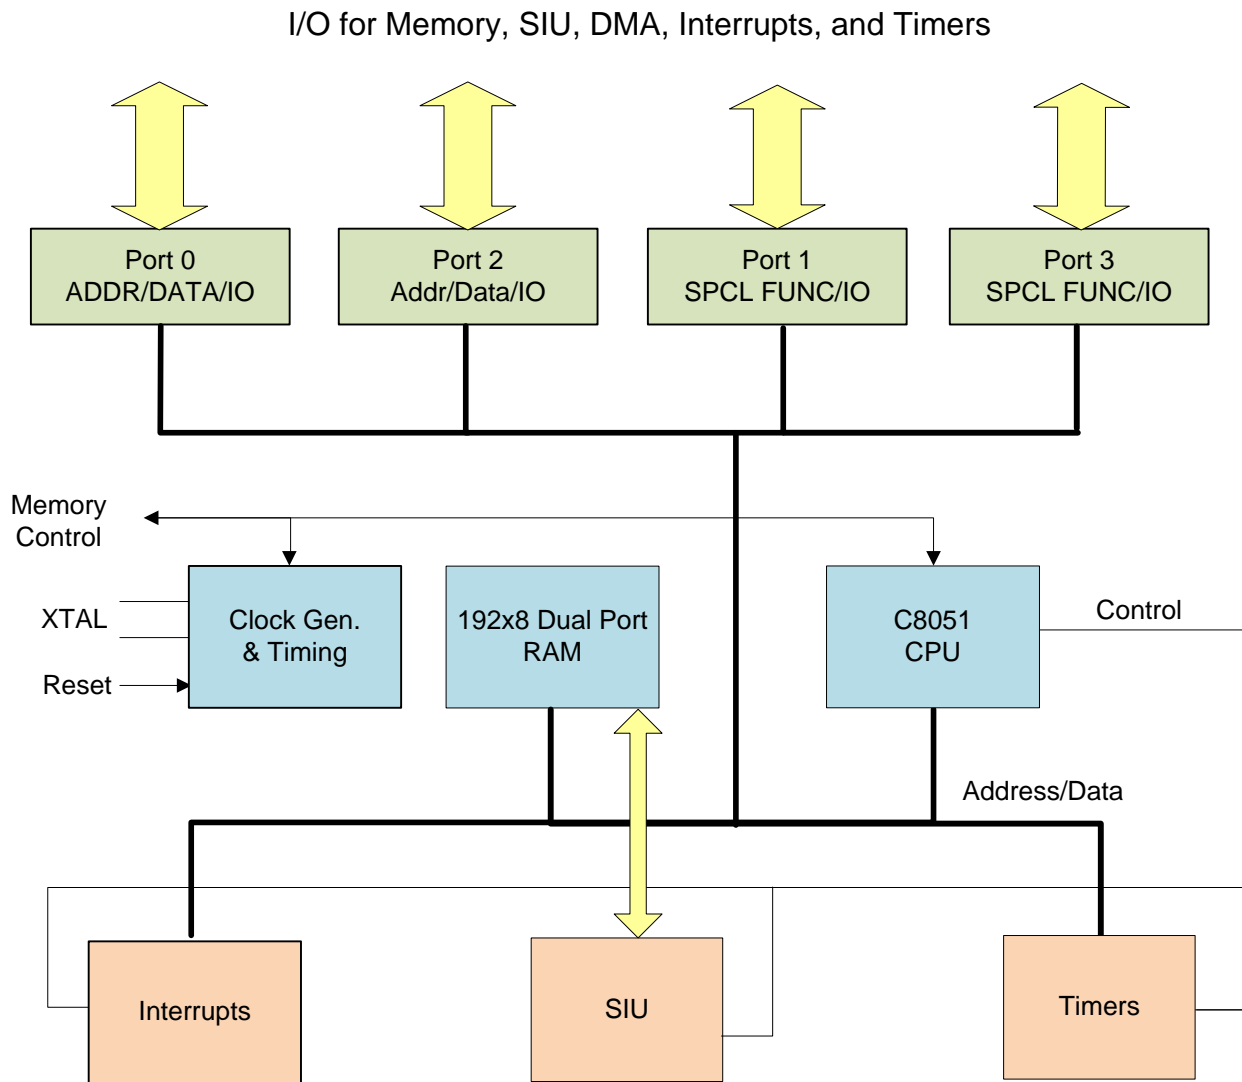 I/O for Memory, SIU, DMA, Interrupts, and Timers
Port 0
ADDR/DATA/IO
Port 2
Addr/Data/IO
Port 1
SPCL FUNC/IO
Port 3
SPCL FUNC/IO
Memory
Control
XTAL
Reset
Clock Gen.
& Timing
192x8 Dual Port
RAM
C8051
CPU
Control
Address/Data
Interrupts
SIU
Timers